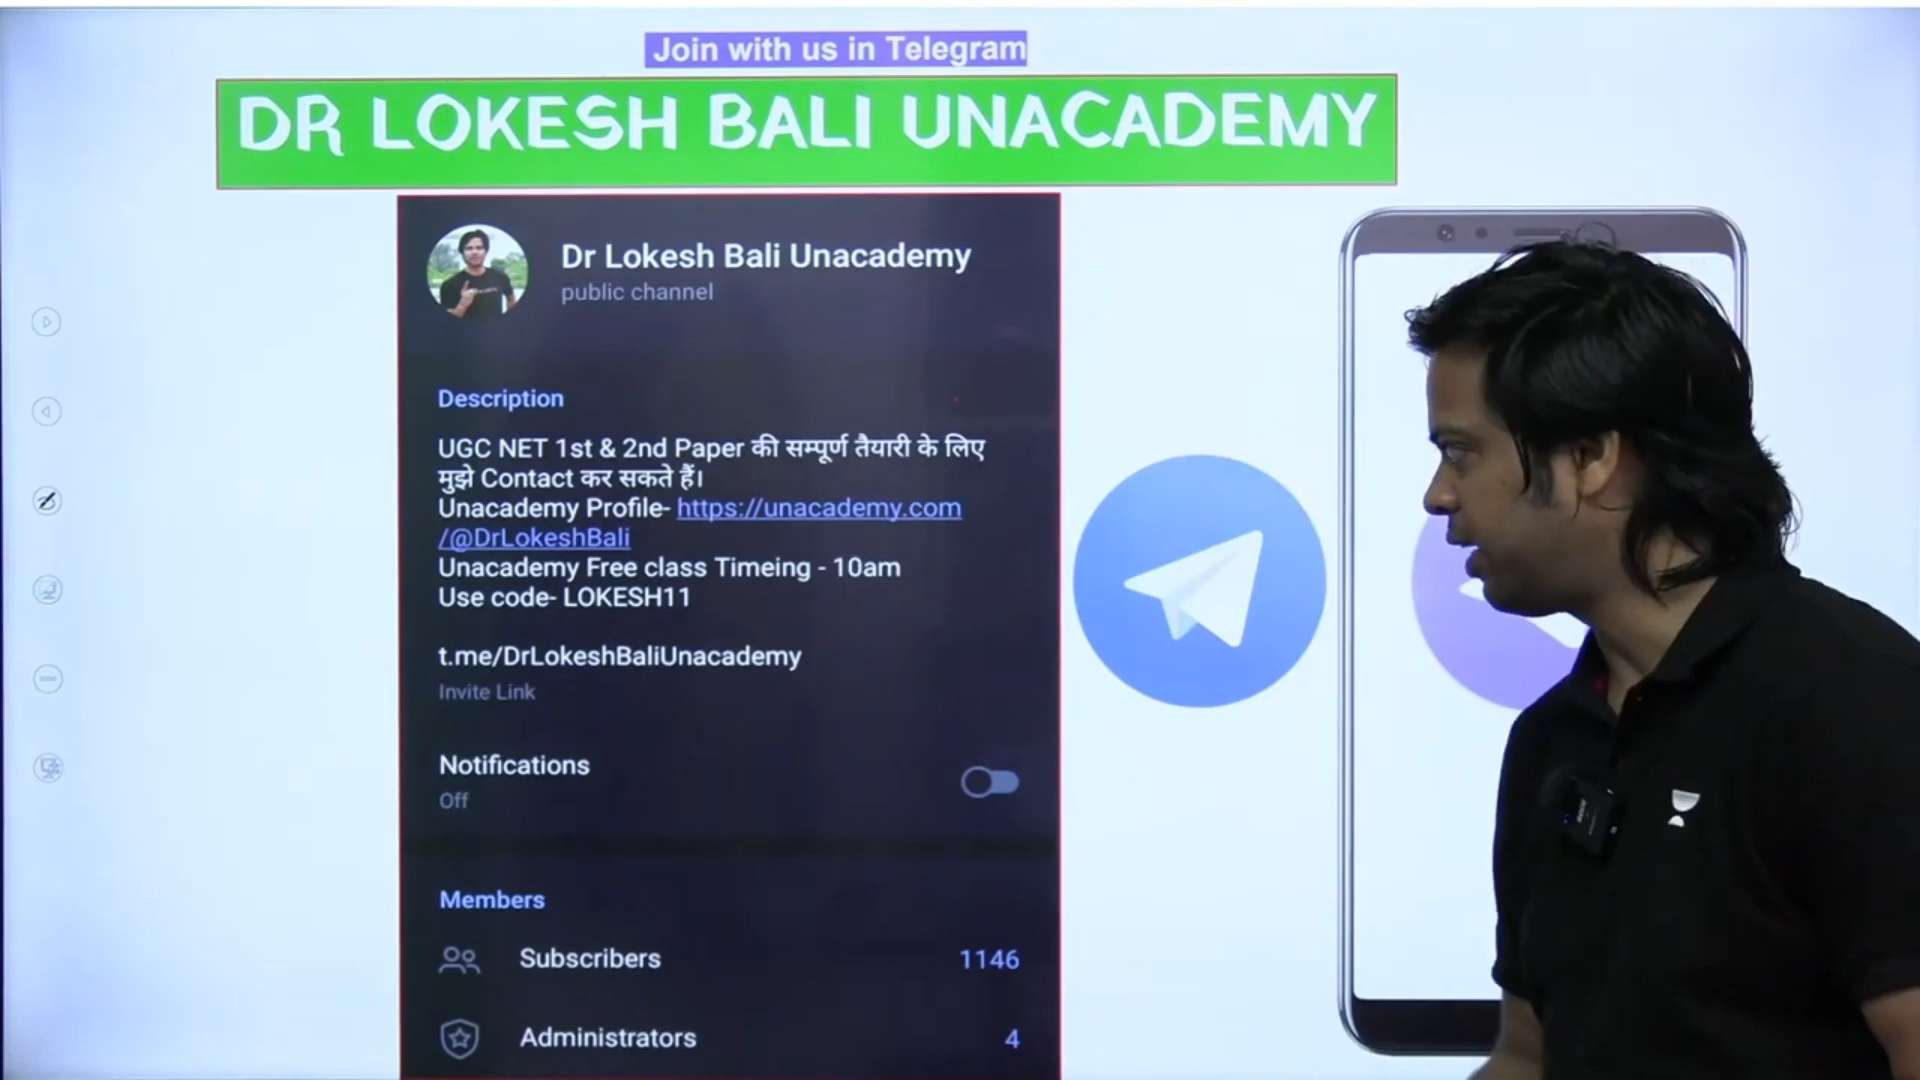 Join with us in Telegram
DR LOKESH BALI UNACADEMY
Dr Lokesh Bali Unacademy
public channel
Description
UGC NET 1st & 2nd Paper की सम्पूर्ण तैयारी के लिए
मुझे Contact कर सकते हैं।
Unacademy Profile- https://unacademy.com
/@DrLokeshBali
Unacademy Free class Timeing - 10am
Use code- LOKESH11
t.me/DrLokeshBaliUnacademy
Invite Link
Notifications
Off
Members
Subscribers 1146
Administrators 4